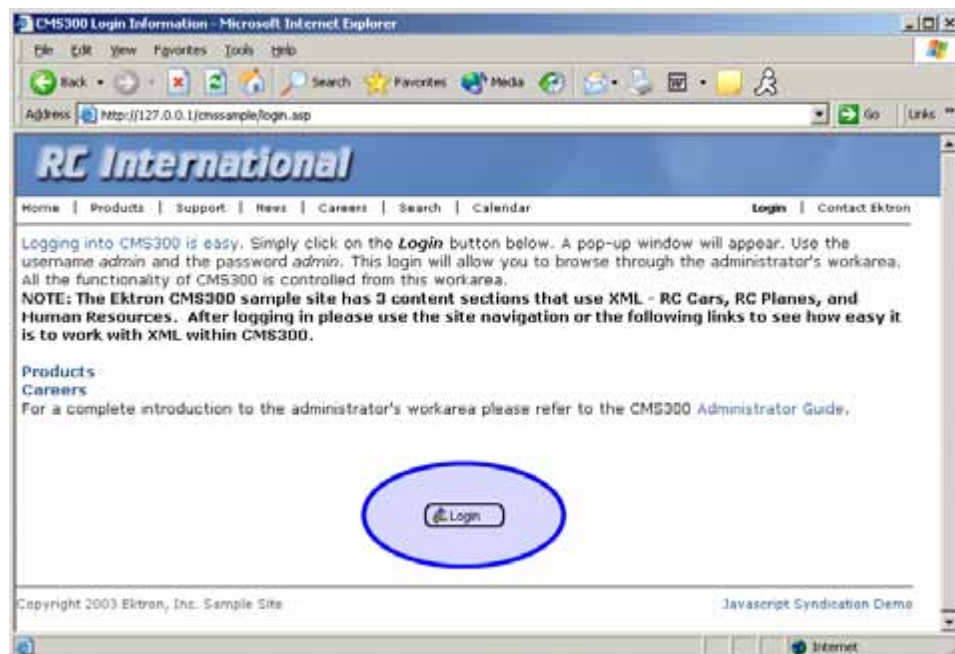 CMS300 Login Information - Microsoft Internet Explorer
File Edit View Favorites Tools Help
Back Search Favorites Media
Address http://127.0.0.1/cmssample/login.asp Go Links
RC International
Home | Products | Support | News | Careers | Search | Calendar Login | Contact Ektron
Logging into CMS300 is easy. Simply click on the Login button below. A pop-up window will appear. Use the
username admin and the password admin. This login will allow you to browse through the administrator's workarea.
All the functionality of CMS300 is controlled from this workarea.
NOTE: The Ektron CMS300 sample site has 3 content sections that use XML - RC Cars, RC Planes, and
Human Resources. After logging in please use the site navigation or the following links to see how easy it
is to work with XML within CMS300.
Products
Careers
For a complete introduction to the administrator's workarea please refer to the CMS300 Administrator Guide.
Login
Copyright 2003 Ektron, Inc. Sample Site Javascript Syndication Demo
Internet